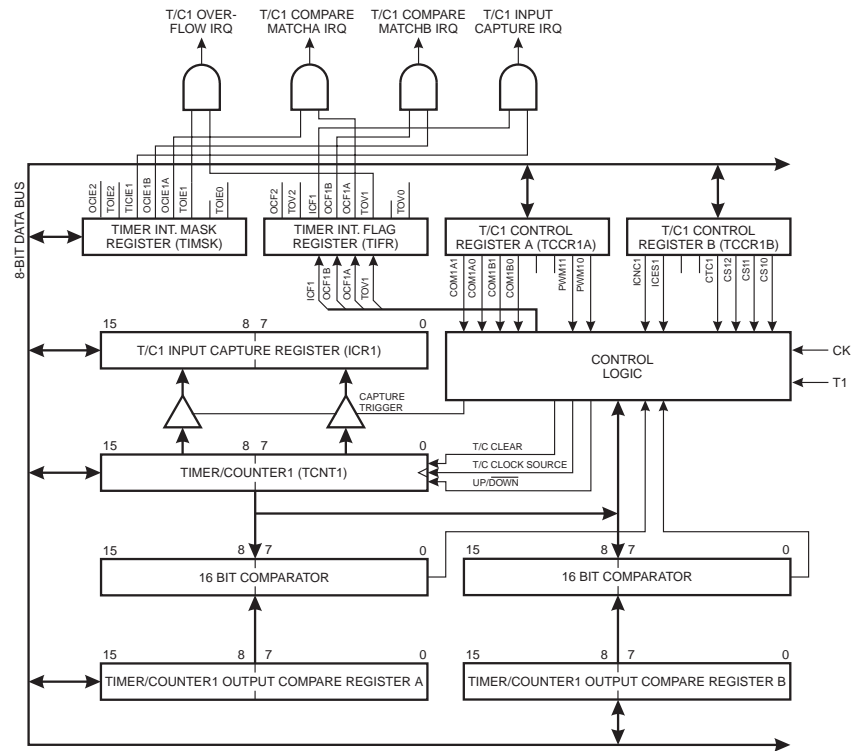 T/C1 OVER-
FLOW IRQ
T/C1 COMPARE
MATCHA IRQ
T/C1 COMPARE
MATCHB IRQ
T/C1 INPUT
CAPTURE IRQ
8-BIT DATA BUS
OCIE2
TOIE2
TICIE1
OCIE1B
OCIE1A
TOIE1
TOIE0
OCF2
TOV2
ICF1
OCF1B
OCF1A
TOV1
TOV0
TIMER INT. MASK
REGISTER (TIMSK)
TIMER INT. FLAG
REGISTER (TIFR)
T/C1 CONTROL
REGISTER A (TCCR1A)
T/C1 CONTROL
REGISTER B (TCCR1B)
ICF1
OCF1B
OCF1A
TOV1
COM1A1
COM1A0
COM1B1
COM1B0
PWM11
PWM10
ICNC1
ICES1
CTC1
CS12
CS11
CS10
15 8 7 0
T/C1 INPUT CAPTURE REGISTER (ICR1)
CONTROL
LOGIC
CK
T1
CAPTURE
TRIGGER
15 8 7 0
TIMER/COUNTER1 (TCNT1)
T/C CLEAR
T/C CLOCK SOURCE
UP/DOWN
15 8 7 0
16 BIT COMPARATOR
15 8 7 0
16 BIT COMPARATOR
15 8 7 0
TIMER/COUNTER1 OUTPUT COMPARE REGISTER A
15 8 7 0
TIMER/COUNTER1 OUTPUT COMPARE REGISTER B